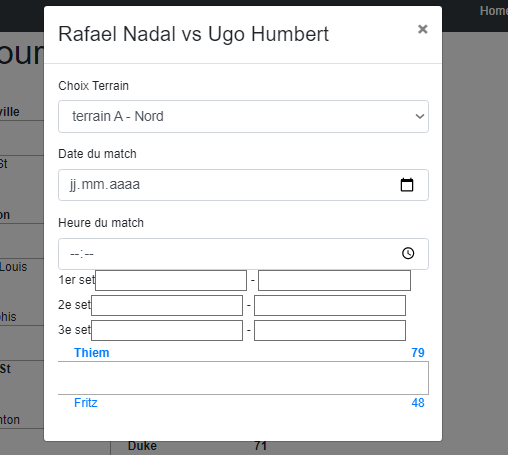 Home
our
Rafael Nadal vs Ugo Humbert ×
Choix Terrain
ville
terrain A - Nord
St
Date du match
jj.mm.aaaa
on
Heure du match
--:--
Louis
1er set -
2e set -
3e set -
his
Thiem 79
St
Fritz 48
nton
Duke 71